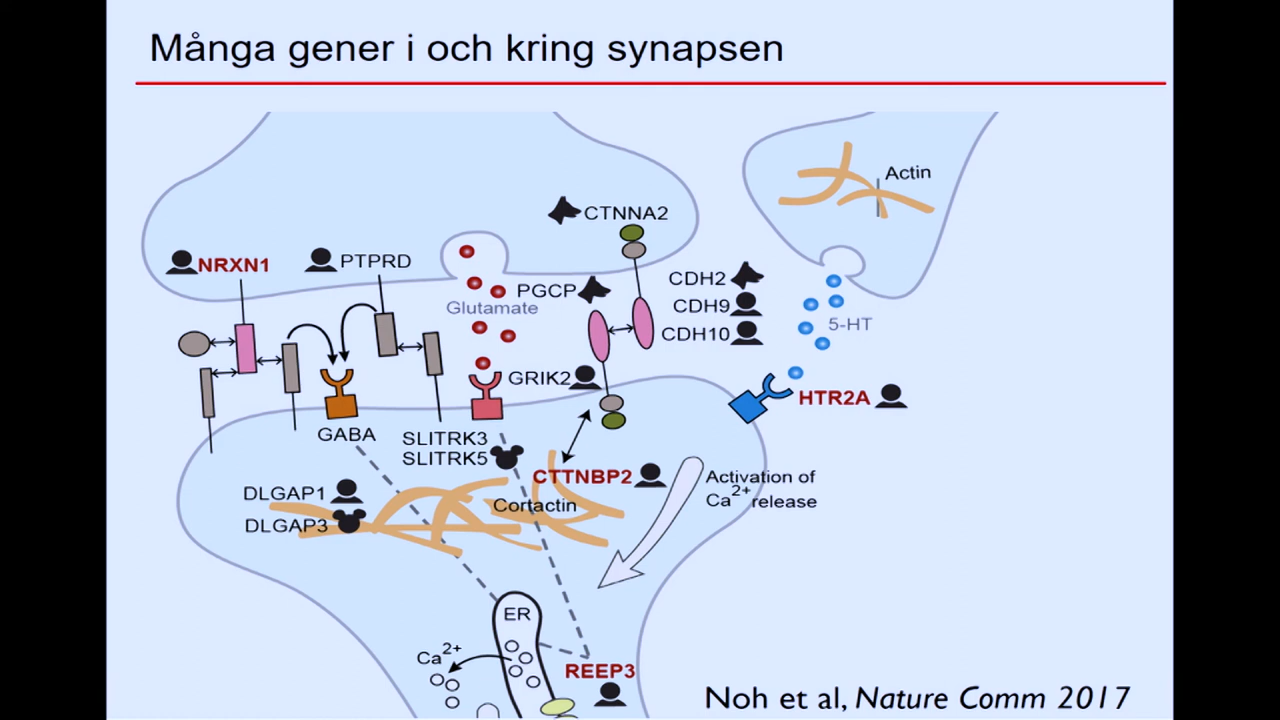 Många gener i och kring synapsen
Actin
CTNNA2
NRXN1
PTPRD
PGCP
CDH2
CDH9
CDH10
Glutamate
5-HT
GRIK2
HTR2A
GABA
SLITRK3
SLITRK5
CTTNBP2
Activation of
Ca2+
release
DLGAP1
DLGAP3
Cortactin
ER
Ca2+
REEP3
Noh et al, Nature Comm 2017